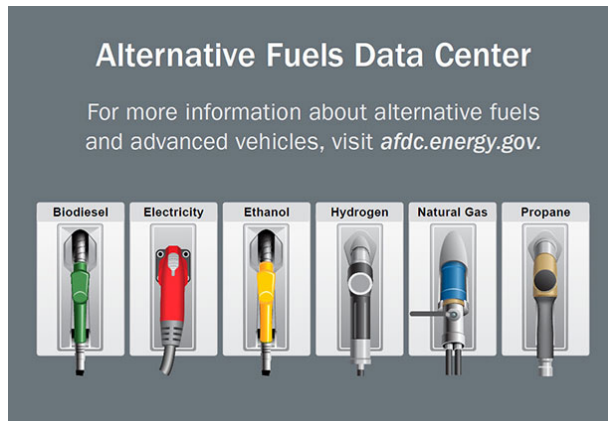 Alternative Fuels Data Center
For more information about alternative fuels
and advanced vehicles, visit afdc.energy.gov.
Biodiesel Electricity Ethanol Hydrogen Natural Gas Propane